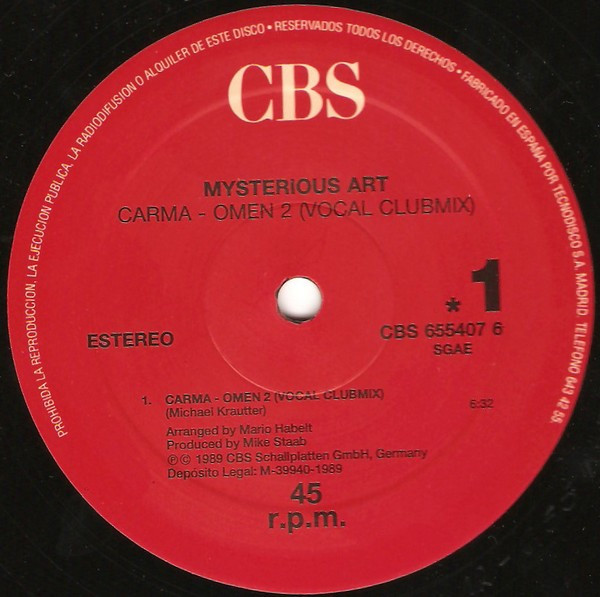 PROHIBIDA LA REPRODUCCION, LA EJECUCION PUBLICA, LA RADIODIFUSION O ALQUILER DE ESTE DISCO • RESERVADOS TODOS LOS DERECHOS • FABRICADO EN ESPAÑA POR TECNODISCO S.A. MADRID TELEFONO 643 42 55
CBS
MYSTERiOUS ART
CARMA - OMEN 2 (VOCAL CLUBMIX)
* 1
ESTEREO
CBS 655407 6
SGAE
1. CARMA - OMEN 2 (VOCAL CLUBMIX) 6:32
(Michael Krautter)
Arranged by Mario Habelt
Produced by Mike Staab
℗ © 1989 CBS Schallplatten GmbH, Germany
Depósito Legal: M-39940-1989
45
r.p.m.